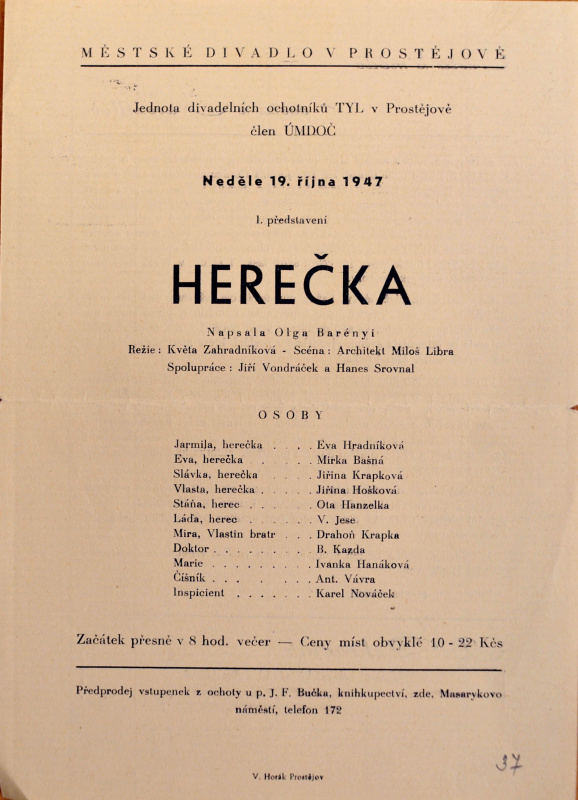 MĚSTSKÉ DIVADLO V PROSTĚJOVĚ
Jednota divadelních ochotníků TYL v Prostějově
člen ÚMDOČ
Neděle 19. října 1947
1. představení
HEREČKA
Napsala Olga Barényi
Režie: Květa Zahradníková - Scéna: Architekt Miloš Libra
Spolupráce: Jiří Vondráček a Hanes Srovnal
OSOBY
Jarmila, herečka . . . . Eva Hradníková
Eva, herečka . . . . Mirka Bašná
Slávka, herečka . . . . Jiřina Krapková
Vlasta, herečka . . . . . Jiřina Hošková
Stáňa, herec . . . . . . Ota Hanzelka
Láďa, herec . . . . . . V. Jese
Mira, Vlastin bratr . . . Drahoň Krapka
Doktor . . . . . . . . B. Kazda
Marie . . . . . . . . . Ivanka Hanáková
Číšník . . . . . . . Ant. Vávra
Inspicient . . . . . . . Karel Nováček
Začátek přesně v 8 hod. večer — Ceny míst obvyklé 10 - 22 Kčs
Předprodej vstupenek z ochoty u p. J. F. Bučka, knihkupectví, zde, Masarykovo
náměstí, telefon 172
37
V. Horák Prostějov